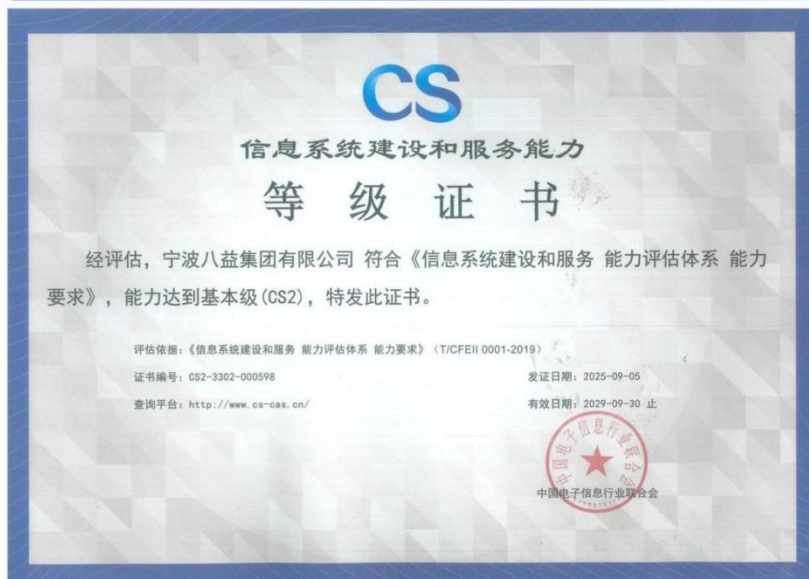 CS
信息系统建设和服务能力
等级证书
经评估，宁波八益集团有限公司 符合《信息系统建设和服务 能力评估体系 能力
要求》，能力达到基本级(CS2)，特发此证书。
评估依据：《信息系统建设和服务 能力评估体系 能力要求》（T/CFEII 0001-2019）
证书编号：CS2-3302-000598
发证日期：2025-09-05
查询平台：http://www.cs-cas.cn/
有效日期：2029-09-30 止
中国电子信息行业联合会
中国电子信息行业联合会